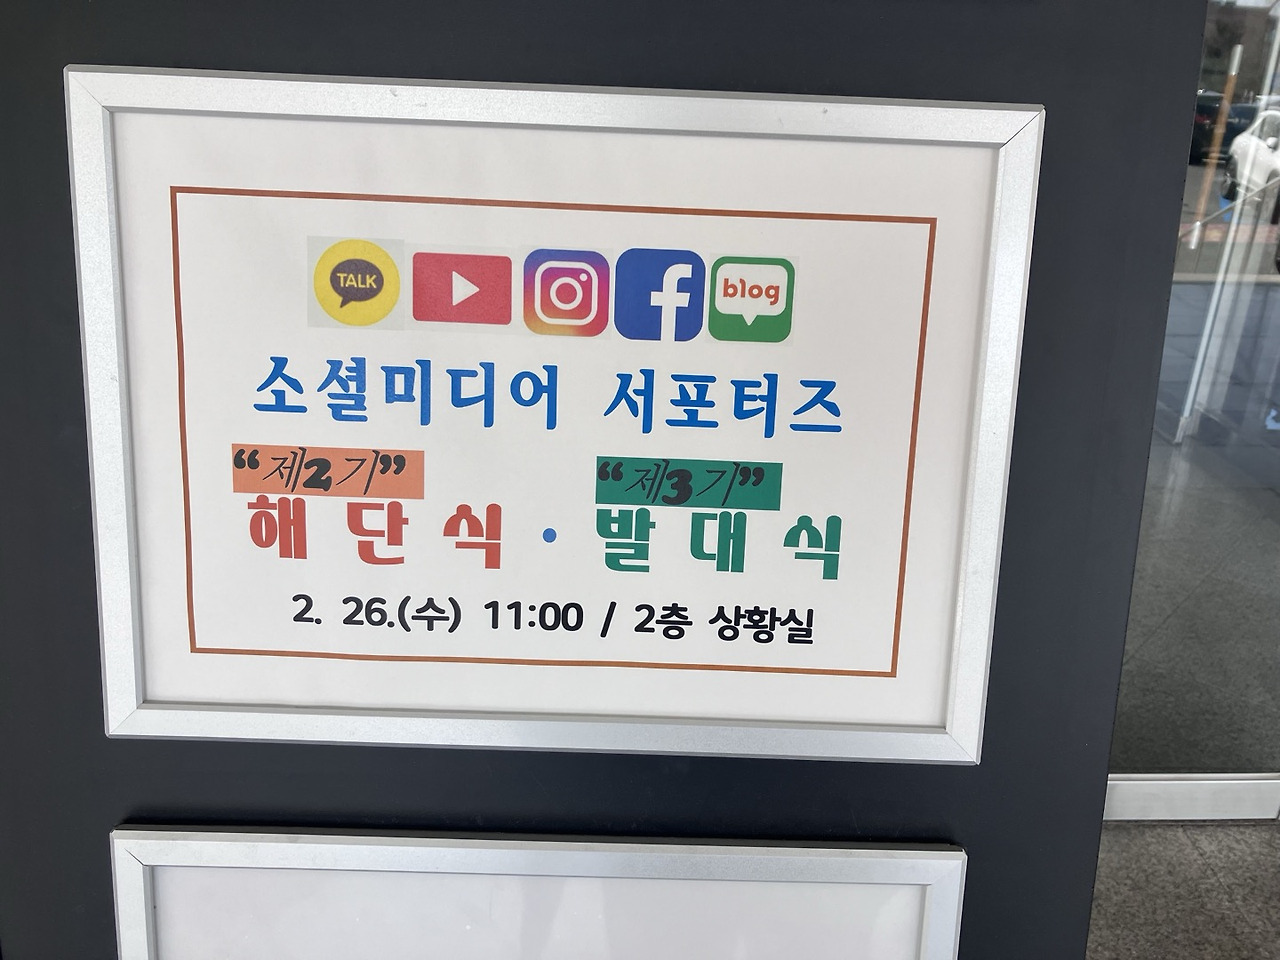 TALK blog
소셜미디어 서포터즈
“제2기” “제3기”
해단식 · 발대식
2. 26.(수) 11:00 / 2층 상황실